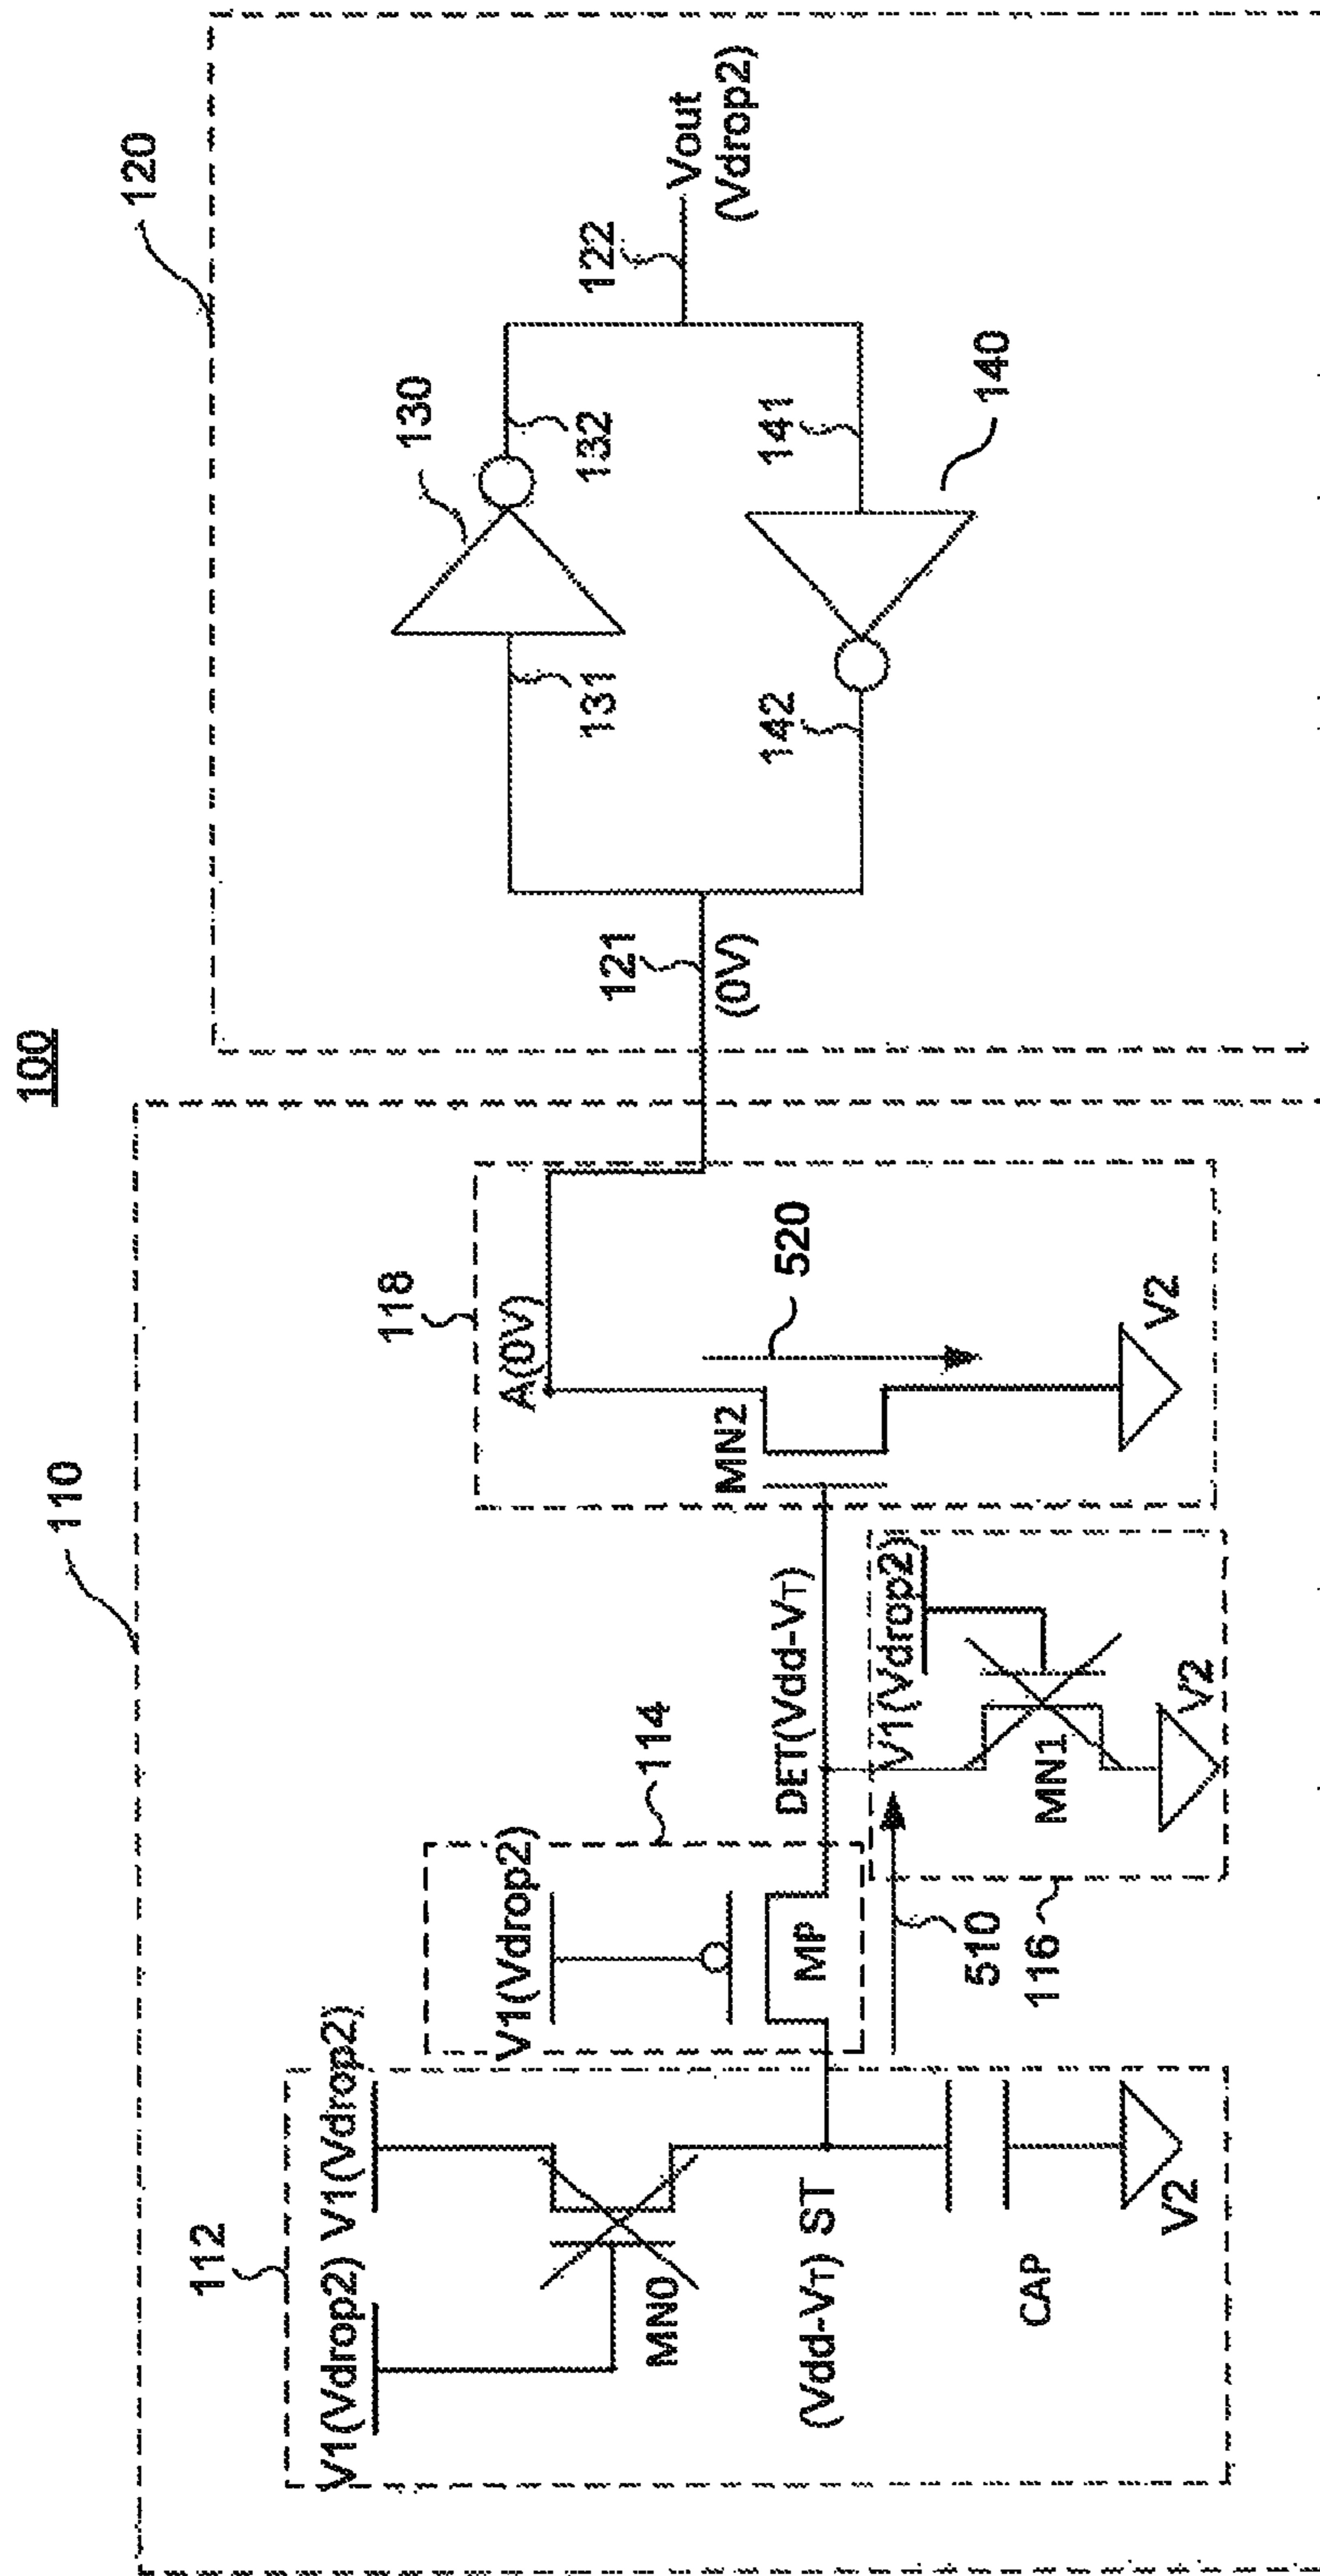 100
110
120
112
V1(Vdrop2) V1(Vdrop2)
MN0
(Vdd-VT) ST
CAP
V2
114
V1(Vdrop2)
MP
510
116
DET(Vdd-VT)
V1(Vdrop2)
MN1
V2
118
A(0V)
MN2
520
V2
121
(0V)
130
131
132
140
141
142
122
Vout
(Vdrop2)